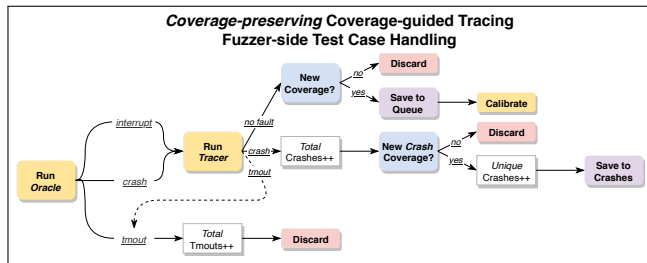 Coverage-preserving Coverage-guided Tracing
Fuzzer-side Test Case Handling
New
Coverage?
no
Discard
yes
Save to
Queue
Calibrate
interrupt
no fault
Run
Tracer
crash
Total
Crashes++
New Crash
Coverage?
no
Discard
yes
Unique
Crashes++
Save to
Crashes
tmout
Run
Oracle
crash
tmout
Total
Tmouts++
Discard